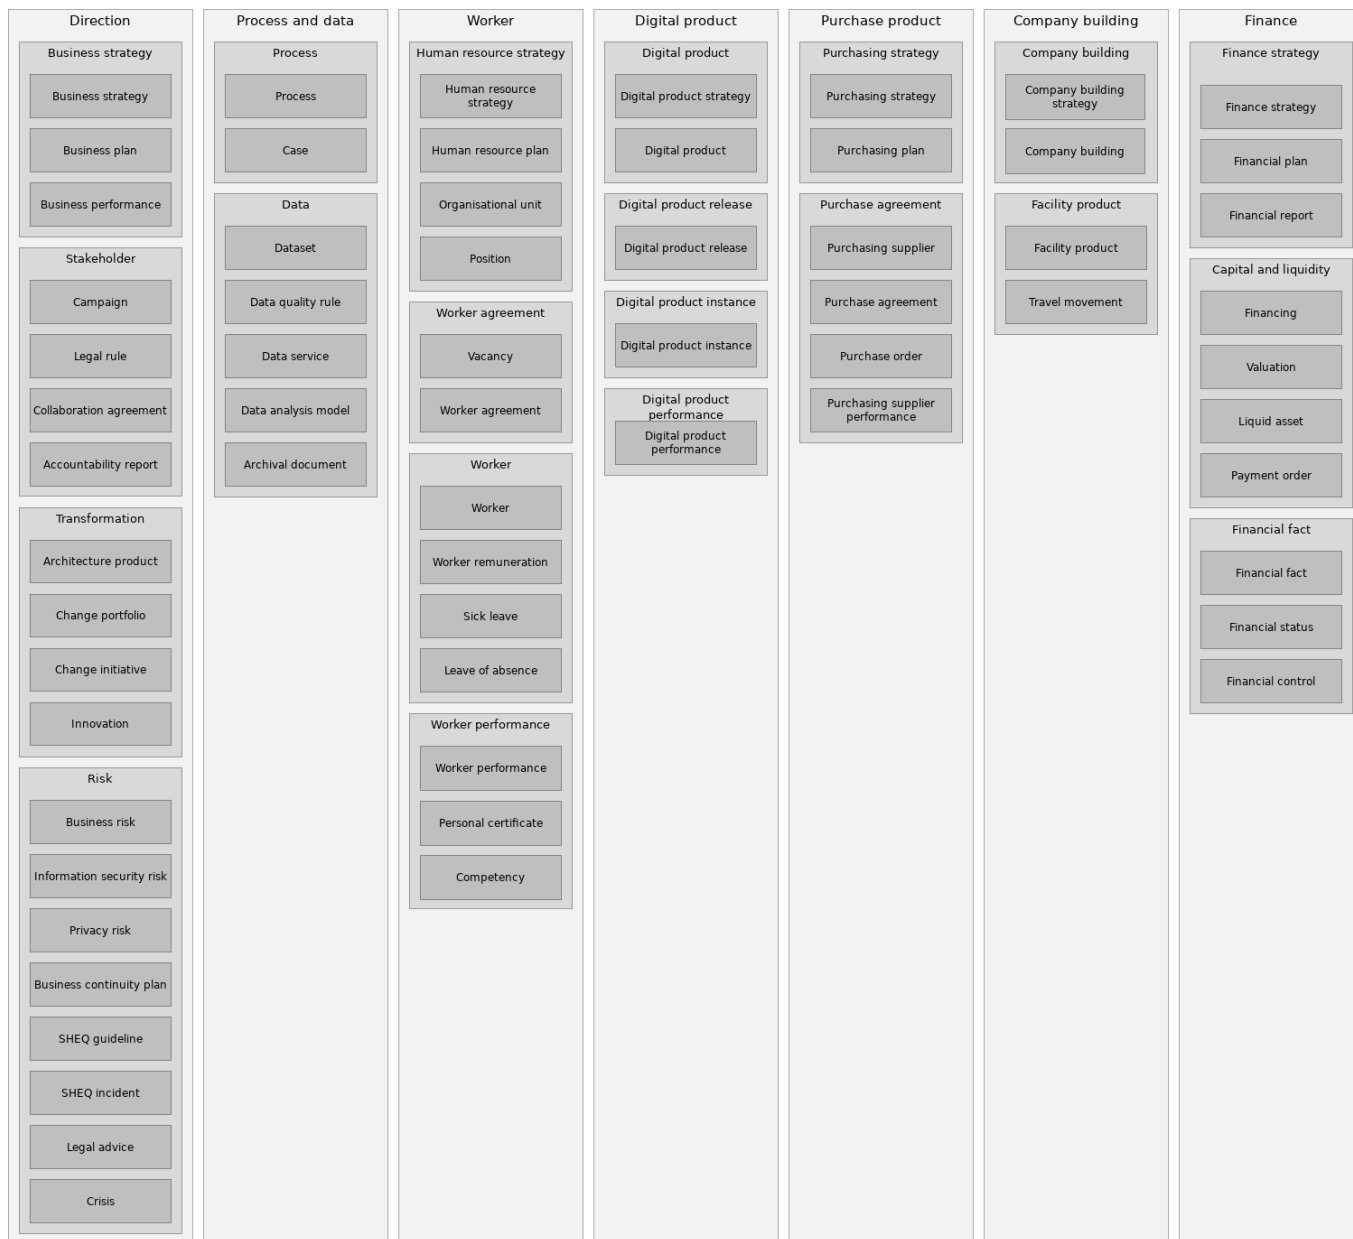 Direction
Business strategy
Business strategy
Business plan
Business performance
Stakeholder
Campaign
Legal rule
Collaboration agreement
Accountability report
Transformation
Architecture product
Change portfolio
Change initiative
Innovation
Risk
Business risk
Information security risk
Privacy risk
Business continuity plan
SHEQ guideline
SHEQ incident
Legal advice
Crisis
Process and data
Process
Process
Case
Data
Dataset
Data quality rule
Data service
Data analysis model
Archival document
Worker
Human resource strategy
Human resource
strategy
Human resource plan
Organisational unit
Position
Worker agreement
Vacancy
Worker agreement
Worker
Worker
Worker remuneration
Sick leave
Leave of absence
Worker performance
Worker performance
Personal certificate
Competency
Digital product
Digital product
Digital product strategy
Digital product
Digital product release
Digital product release
Digital product instance
Digital product instance
Digital product
performance
Digital product
performance
Purchase product
Purchasing strategy
Purchasing strategy
Purchasing plan
Purchase agreement
Purchasing supplier
Purchase agreement
Purchase order
Purchasing supplier
performance
Company building
Company building
Company building
strategy
Company building
Facility product
Facility product
Travel movement
Finance
Finance strategy
Finance strategy
Financial plan
Financial report
Capital and liquidity
Financing
Valuation
Liquid asset
Payment order
Financial fact
Financial fact
Financial status
Financial control